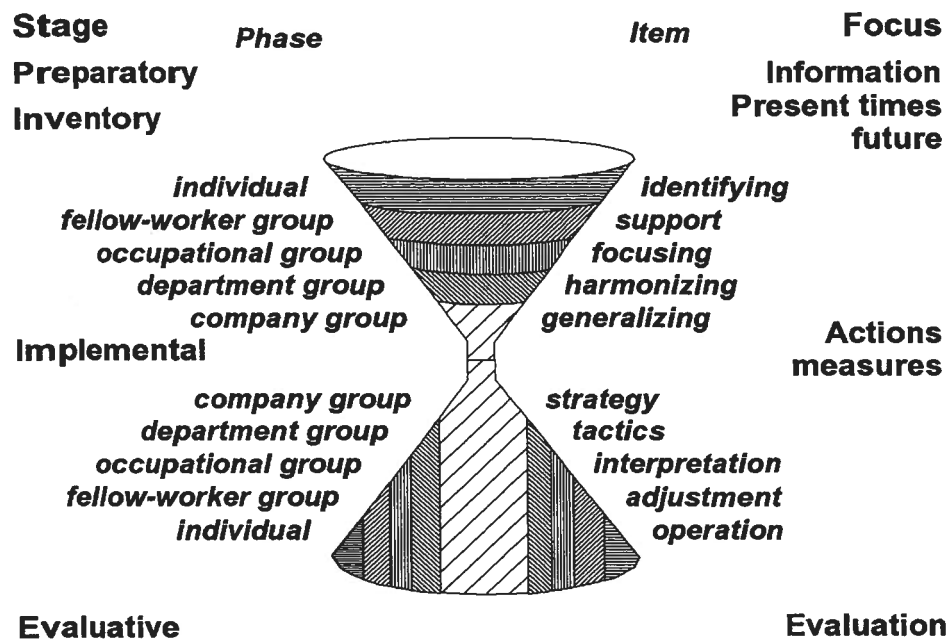 Stage Phase Item Focus
Preparatory Information
Inventory Present times
future
individual identifying
fellow-worker group support
occupational group focusing
department group harmonizing
company group generalizing
Implemental Actions
measures
company group strategy
department group tactics
occupational group interpretation
fellow-worker group adjustment
individual operation
Evaluative Evaluation